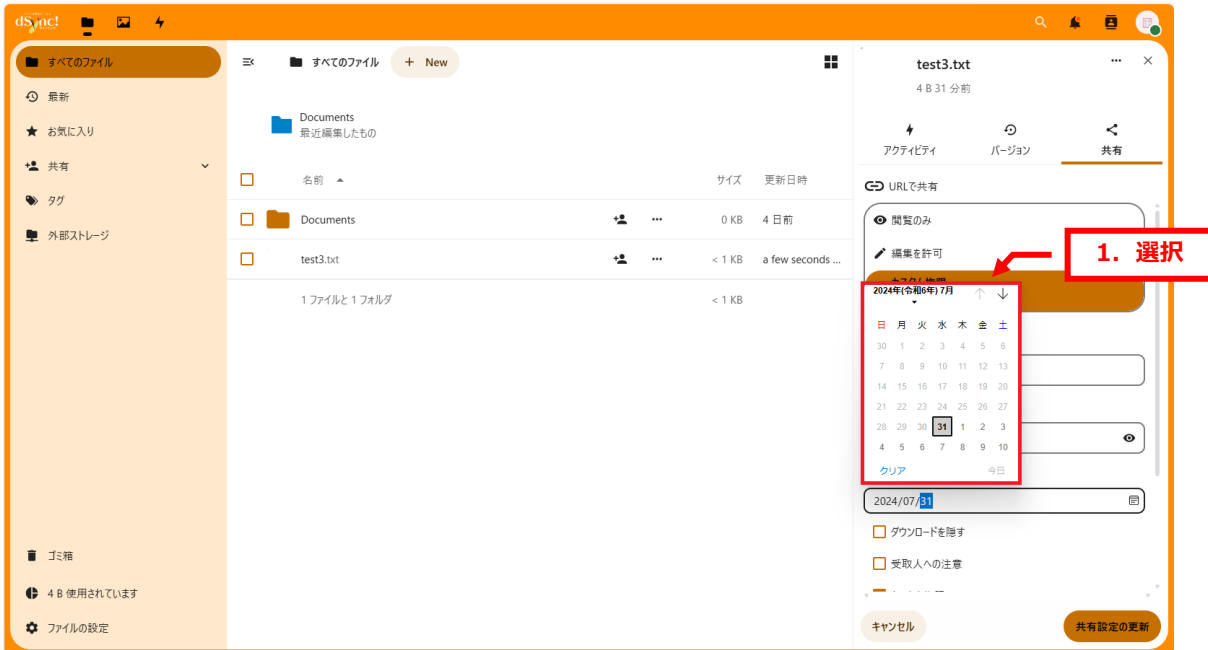 dSync!
すべてのファイル
最新
お気に入り
共有
タグ
外部ストレージ
ゴミ箱
4 B 使用されています
ファイルの設定
すべてのファイル
+ New
Documents
最近編集したもの
名前
サイズ
更新日時
Documents
0 KB
4 日前
test3.txt
< 1 KB
a few seconds ...
1 ファイルと 1 フォルダ
< 1 KB
test3.txt
4 B 31 分前
アクティビティ
バージョン
共有
URLで共有
閲覧のみ
編集を許可
1. 選択
2024年(令和6年) 7月
日 月 火 水 木 金 土
30 1 2 3 4 5 6
7 8 9 10 11 12 13
14 15 16 17 18 19 20
21 22 23 24 25 26 27
28 29 30 31 1 2 3
4 5 6 7 8 9 10
クリア 今日
2024/07/31
ダウンロードを隠す
受取人への注意
キャンセル
共有設定の更新